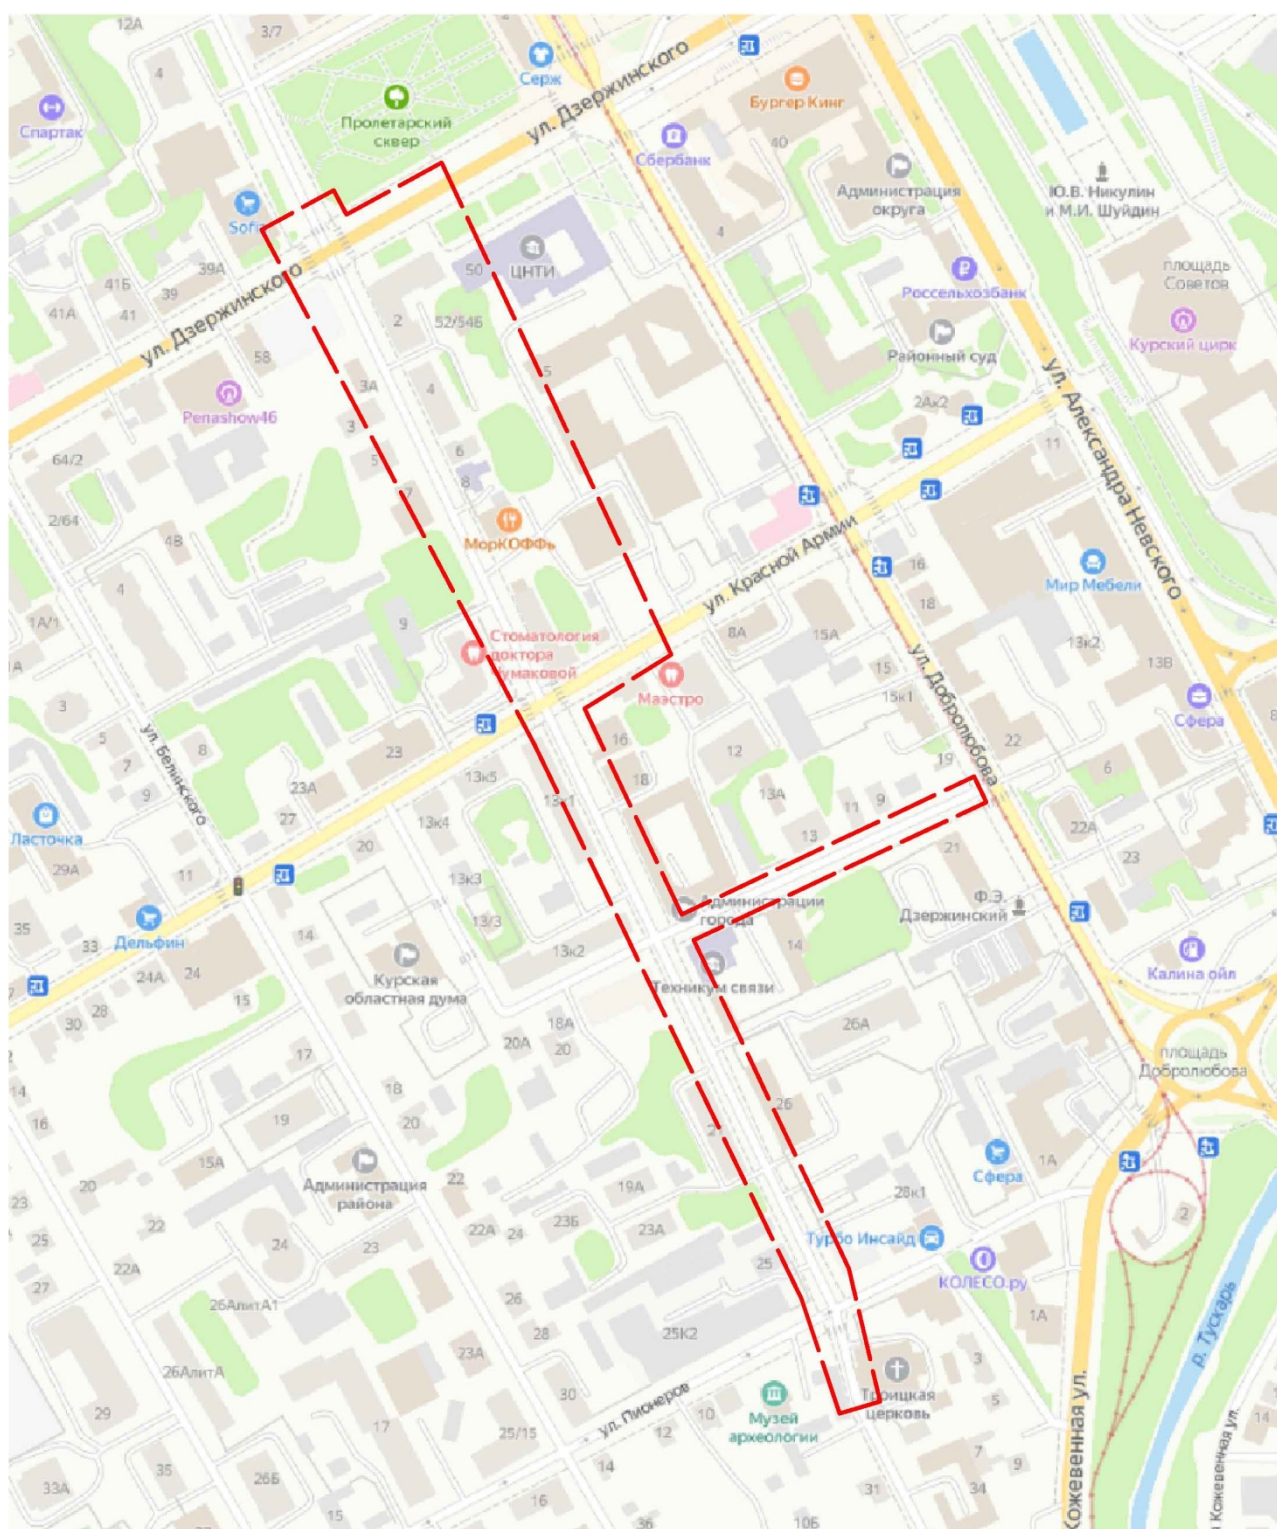 12А
3/7
4
Спартак
Пролетарский
сквер
Серж
ул. Дзержинского
Бургер Кинг
40
Сбербанк
4
Администрация
округа
Ю.В. Никулин
и М.И. Шуйдин
Sofi
ЦНТИ
50
39А
41Б
39
41А
41
ул. Дзержинского
2
52/54Б
Россельхозбанк
площадь
Советов
Районный суд
Курский цирк
58
3А
4
5
Penashow46
3
2Ак2
ул. Александра Невского
64/2
5
6
11
7
8
2/64
4В
МорКОФФь
ул. Красной Армии
4
16
Мир Мебели
1А/1
9
18
8А
15А
13к2
Стоматология
доктора
Чумаковой
15
13В
Маэстро
15к1
ул. Добролюбова
Сфера
3
5
7
8
9
ул. Белинского
23
16
12
22
19
6
23А
13к5
18
13А
13к1
11
9
Ласточка
27
13к4
20
13
22А
29А
11
21
23
13к3
Администрации
города
Ф.Э.
Дзержинский
13/3
35
33
Дельфин
14
13к2
14
Калина ойл
24А
24
Курская
областная дума
Техникум связи
15
30
28
18А
20А
20
26А
площадь
Добролюбова
17
14
18
16
19
20
26
15А
1А
Администрация
района
22
Сфера
20
19А
28к1
23
22
22А
24
23Б
23А
2
25
24
23
Турбо Инсайд
22А
25
КОЛЕСО.ру
27
26АлитА1
26
1А
р. Тускарь
28
25К2
23А
3
26АлитА
30
Троицкая
церковь
5
Музей
археологии
ул. Пионеров
10
29
17
25/15
12
14
7
9
Кожевенная ул.
Кожевенная ул.
35
26Б
33А
16
31
15
36
10Б